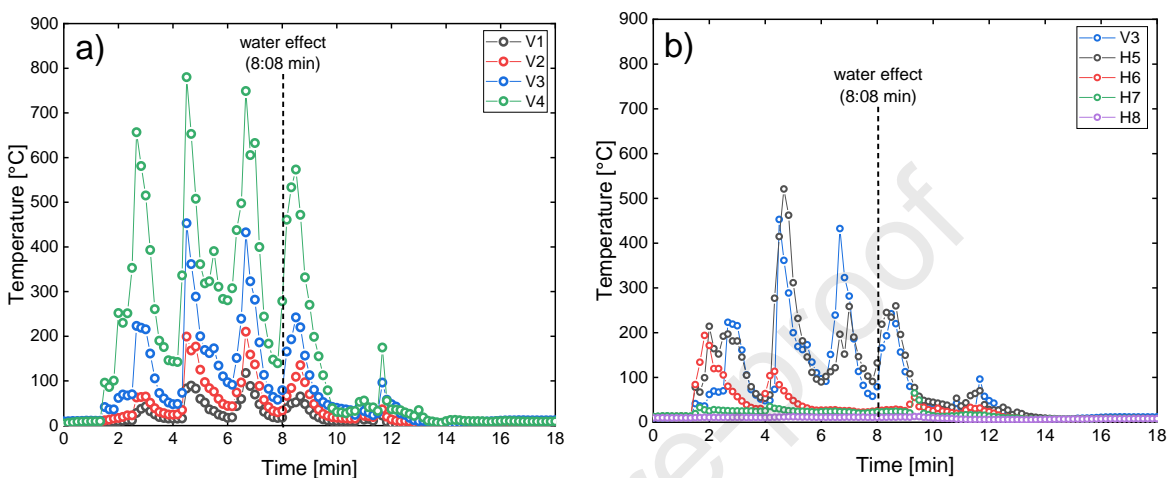 a)
water effect
(8:08 min)
V1
V2
V3
V4
Temperature [°C]
900
800
700
600
500
400
300
200
100
0
0 2 4 6 8 10 12 14 16 18
Time [min]
b)
water effect
(8:08 min)
V3
H5
H6
H7
H8
Temperature [°C]
900
800
700
600
500
400
300
200
100
0
0 2 4 6 8 10 12 14 16 18
Time [min]
re-proof